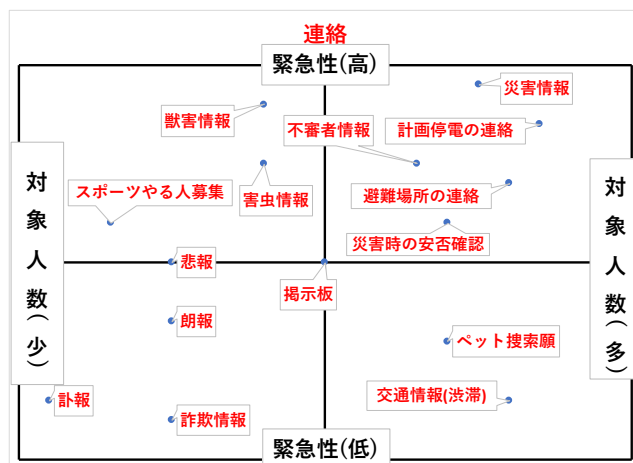 連絡
緊急性(高)
災害情報
獣害情報
不審者情報
計画停電の連絡
対象人数(少)
スポーツやる人募集
害虫情報
避難場所の連絡
対象人数(多)
災害時の安否確認
悲報
掲示板
朗報
ペット捜索願
訃報
詐欺情報
交通情報(渋滞)
緊急性(低)